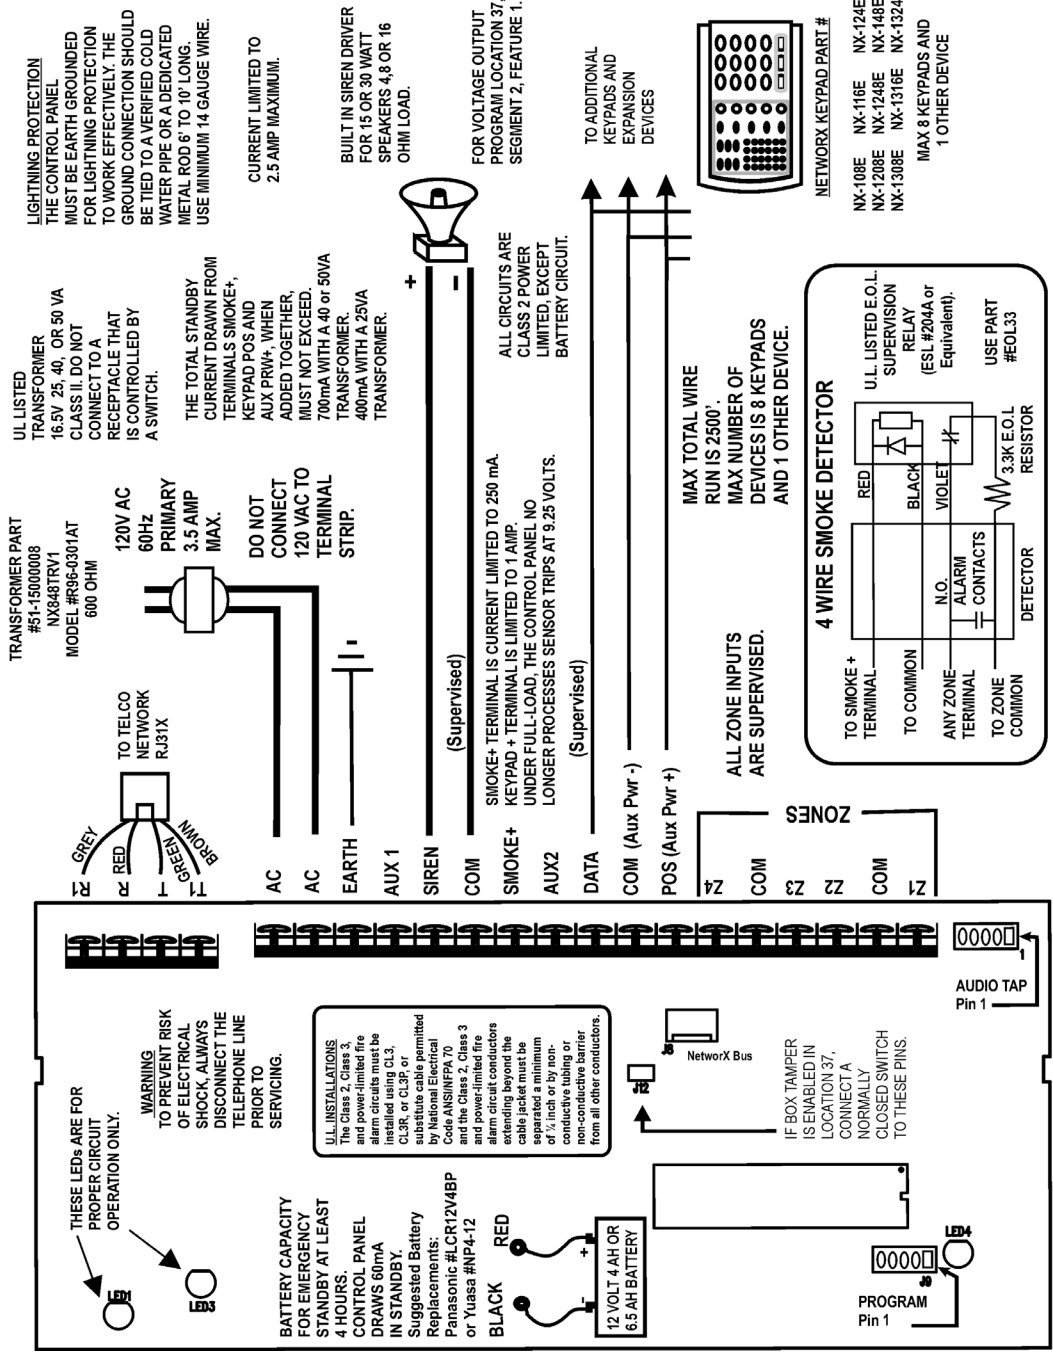 LIGHTNING PROTECTION
THE CONTROL PANEL
MUST BE EARTH GROUNDED
FOR LIGHTNING PROTECTION
TO WORK EFFECTIVELY. THE
GROUND CONNECTION SHOULD
BE TIED TO A VERIFIED COLD
WATER PIPE OR A DEDICATED
METAL ROD 6' TO 10' LONG.
USE MINIMUM 14 GAUGE WIRE.
CURRENT LIMITED TO
2.5 AMP MAXIMUM.
BUILT IN SIREN DRIVER
FOR 15 OR 30 WATT
SPEAKERS 4,8 OR 16
OHM LOAD.
FOR VOLTAGE OUTPUT
PROGRAM LOCATION 37,
SEGMENT 2, FEATURE 1.
TO ADDITIONAL
KEYPADS AND
EXPANSION
DEVICES
NETWORX KEYPAD PART #
NX-108E NX-116E NX-124E
NX-1208E NX-1248E NX-148E
NX-1308E NX-1316E NX-1324
MAX 8 KEYPADS AND
1 OTHER DEVICE
UL LISTED
TRANSFORMER
16.5V 25, 40, OR 50 VA
CLASS II. DO NOT
CONNECT TO A
RECEPTACLE THAT
IS CONTROLLED BY
A SWITCH.
THE TOTAL STANDBY
CURRENT DRAWN FROM
TERMINALS SMOKE+,
KEYPAD POS AND
AUX PRW+, WHEN
ADDED TOGETHER,
MUST NOT EXCEED.
700mA WITH A 40 or 50VA
TRANSFORMER.
400mA WITH A 25VA
TRANSFORMER.
+
–
ALL CIRCUITS ARE
CLASS 2 POWER
LIMITED, EXCEPT
BATTERY CIRCUIT.
TRANSFORMER PART
#51-15000008
NX848TRV1
MODEL #R96-0301AT
600 OHM
120V AC
60Hz
PRIMARY
3.5 AMP
MAX.
DO NOT
CONNECT
120 VAC TO
TERMINAL
STRIP.
(Supervised)
SMOKE+ TERMINAL IS CURRENT LIMITED TO 250 mA.
KEYPAD + TERMINAL IS LIMITED TO 1 AMP.
UNDER FULL-LOAD, THE CONTROL PANEL NO
LONGER PROCESSES SENSOR TRIPS AT 9.25 VOLTS.
(Supervised)
MAX TOTAL WIRE
RUN IS 2500'.
MAX NUMBER OF
DEVICES IS 8 KEYPADS
AND 1 OTHER DEVICE.
ALL ZONE INPUTS
ARE SUPERVISED.
4 WIRE SMOKE DETECTOR
U.L. LISTED E.O.L.
SUPERVISION
RELAY
(ESL #204A or
Equivalent).
USE PART
#EOL33
RED
BLACK
VIOLET
3.3K E.O.L
RESISTOR
N.O.
ALARM
CONTACTS
DETECTOR
TO SMOKE +
TERMINAL
TO COMMON
ANY ZONE
TERMINAL
TO ZONE
COMMON
TO TELCO
NETWORK
RJ31X
GREY
RED
GREEN
BROWN
R1
R
T
T1
AC
AC
EARTH
AUX 1
SIREN
COM
SMOKE+
AUX2
DATA
COM (Aux Pwr -)
POS (Aux Pwr +)
Z4
COM
Z3
Z2
COM
Z1
ZONES
THESE LEDs ARE FOR
PROPER CIRCUIT
OPERATION ONLY.
LED1
LED3
WARNING
TO PREVENT RISK
OF ELECTRICAL
SHOCK, ALWAYS
DISCONNECT THE
TELEPHONE LINE
PRIOR TO
SERVICING.
U.L. INSTALLATIONS
The Class 2, Class 3,
and power-limited fire
alarm circuits must be
installed using CL3,
CL3R, or CL3P, or
substitute cable permitted
by National Electrical
Code ANSI/NFPA 70
and the Class 2, Class 3
and power-limited fire
alarm circuit conductors
extending beyond the
cable jacket must be
separated a minimum
of ¼ inch or by non-
conductive tubing or
non-conductive barrier
from all other conductors.
BATTERY CAPACITY
FOR EMERGENCY
STANDBY AT LEAST
4 HOURS.
CONTROL PANEL
DRAWS 60mA
IN STANDBY.
Suggested Battery
Replacements:
Panasonic #LCR12V4BP
or Yuasa #NP4-12
BLACK
RED
- +
12 VOLT 4 AH OR
6.5 AH BATTERY
J12
J8
NetworX Bus
IF BOX TAMPER
IS ENABLED IN
LOCATION 37,
CONNECT A
NORMALLY
CLOSED SWITCH
TO THESE PINS.
1
AUDIO TAP
Pin 1
J9
LED4
PROGRAM
Pin 1